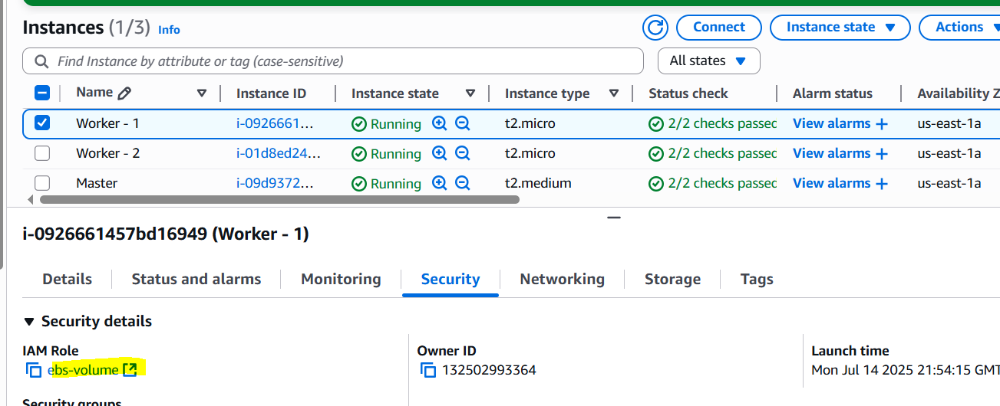 Instances (1/3) Info
Connect
Instance state
Actions
Find Instance by attribute or tag (case-sensitive)
All states
Name Instance ID Instance state Instance type Status check Alarm status Availability Z
Worker - 1 i-0926661... Running t2.micro 2/2 checks passec View alarms + us-east-1a
Worker - 2 i-01d8ed24... Running t2.micro 2/2 checks passec View alarms + us-east-1a
Master i-09d9372... Running t2.medium 2/2 checks passec View alarms + us-east-1a
i-0926661457bd16949 (Worker - 1)
Details Status and alarms Monitoring Security Networking Storage Tags
Security details
IAM Role Owner ID Launch time
ebs-volume 132502993364 Mon Jul 14 2025 21:54:15 GMT
Security groups